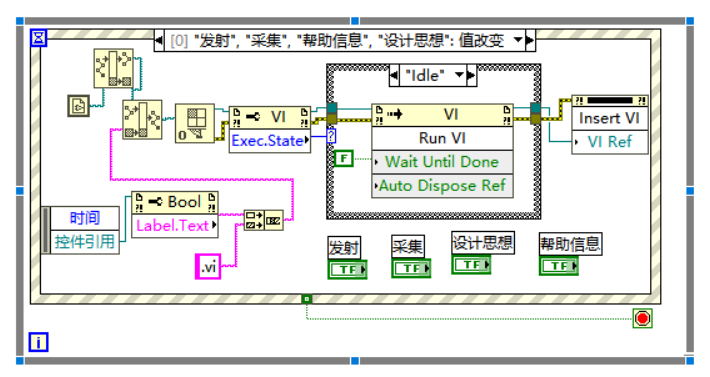 [0] "发射", "采集", "帮助信息", "设计思想": 值改变
"Idle"
VI
Exec.State
?
VI
Run VI
Wait Until Done
Auto Dispose Ref
F
Insert VI
VI Ref
0
Bool
Label.Text
时间
控件引用
.vi
发射
采集
设计思想
帮助信息
TF
TF
TF
TF
i